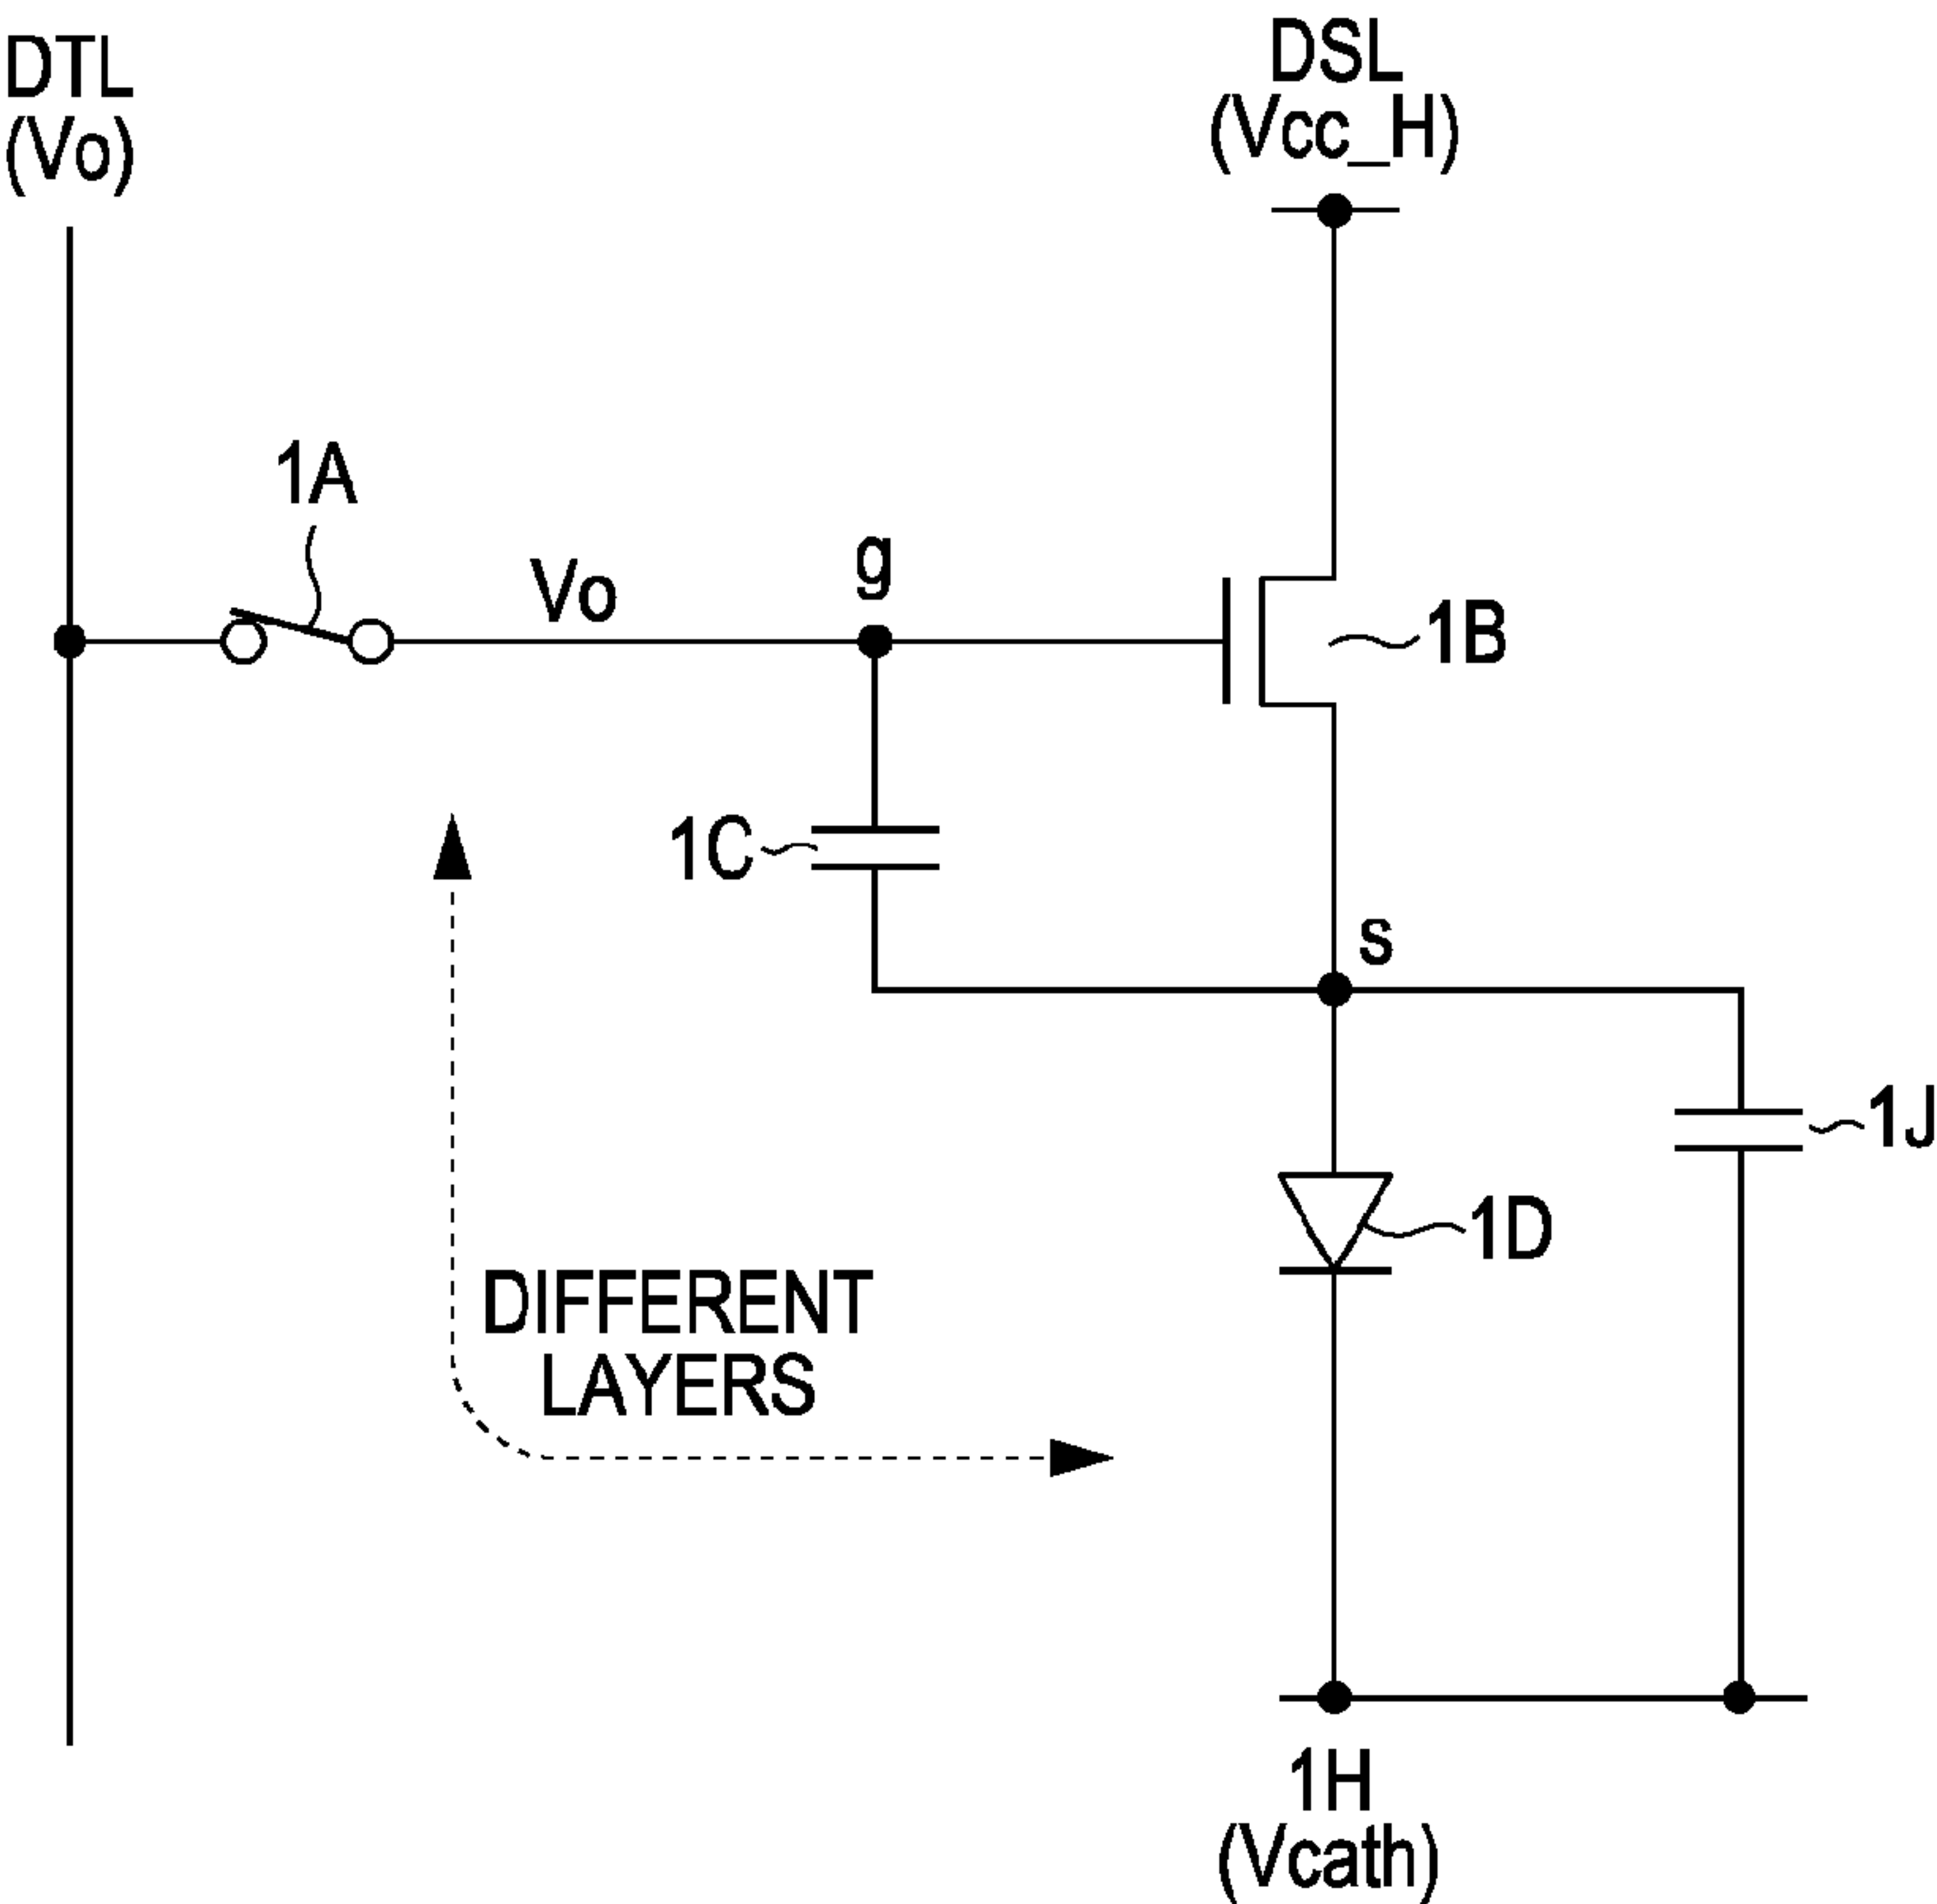 DTL
(Vo)
DSL
(Vcc_H)
1A
Vo
g
1B
1C
s
1J
1D
DIFFERENT
LAYERS
1H
(Vcath)